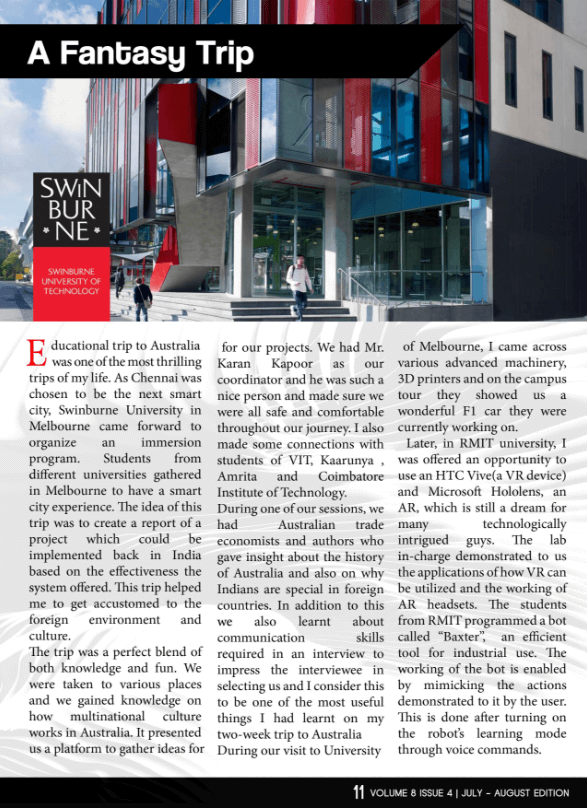 A Fantasy Trip
SWiN
BUR
* NE *
SWINBURNE
UNIVERSITY OF
TECHNOLOGY
Educational trip to Australia
was one of the most thrilling
trips of my life. As Chennai was
chosen to be the next smart
city, Swinburne University in
Melbourne came forward to
organize an immersion
program. Students from
different universities gathered
in Melbourne to have a smart
city experience. The idea of this
trip was to create a report of a
project which could be
implemented back in India
based on the effectiveness the
system offered. This trip helped
me to get accustomed to the
foreign environment and
culture.
The trip was a perfect blend of
both knowledge and fun. We
were taken to various places
and we gained knowledge on
how multinational culture
works in Australia. It presented
us a platform to gather ideas for
for our projects. We had Mr.
Karan Kapoor as our
coordinator and he was such a
nice person and made sure we
were all safe and comfortable
throughout our journey. I also
made some connections with
students of VIT, Kaarunya ,
Amrita and Coimbatore
Institute of Technology.
During one of our sessions, we
had Australian trade
economists and authors who
gave insight about the history
of Australia and also on why
Indians are special in foreign
countries. In addition to this
we also learnt about
communication skills
required in an interview to
impress the interviewee in
selecting us and I consider this
to be one of the most useful
things I had learnt on my
two-week trip to Australia
During our visit to University
of Melbourne, I came across
various advanced machinery,
3D printers and on the campus
tour they showed us a
wonderful F1 car they were
currently working on.
Later, in RMIT university, I
was offered an opportunity to
use an HTC Vive(a VR device)
and Microsoft Hololens, an
AR, which is still a dream for
many technologically
intrigued guys. The lab
in-charge demonstrated to us
the applications of how VR can
be utilized and the working of
AR headsets. The students
from RMIT programmed a bot
called “Baxter”, an efficient
tool for industrial use. The
working of the bot is enabled
by mimicking the actions
demonstrated to it by the user.
This is done after turning on
the robot’s learning mode
through voice commands.
11 VOLUME 8 ISSUE 4 | JULY – AUGUST EDITION